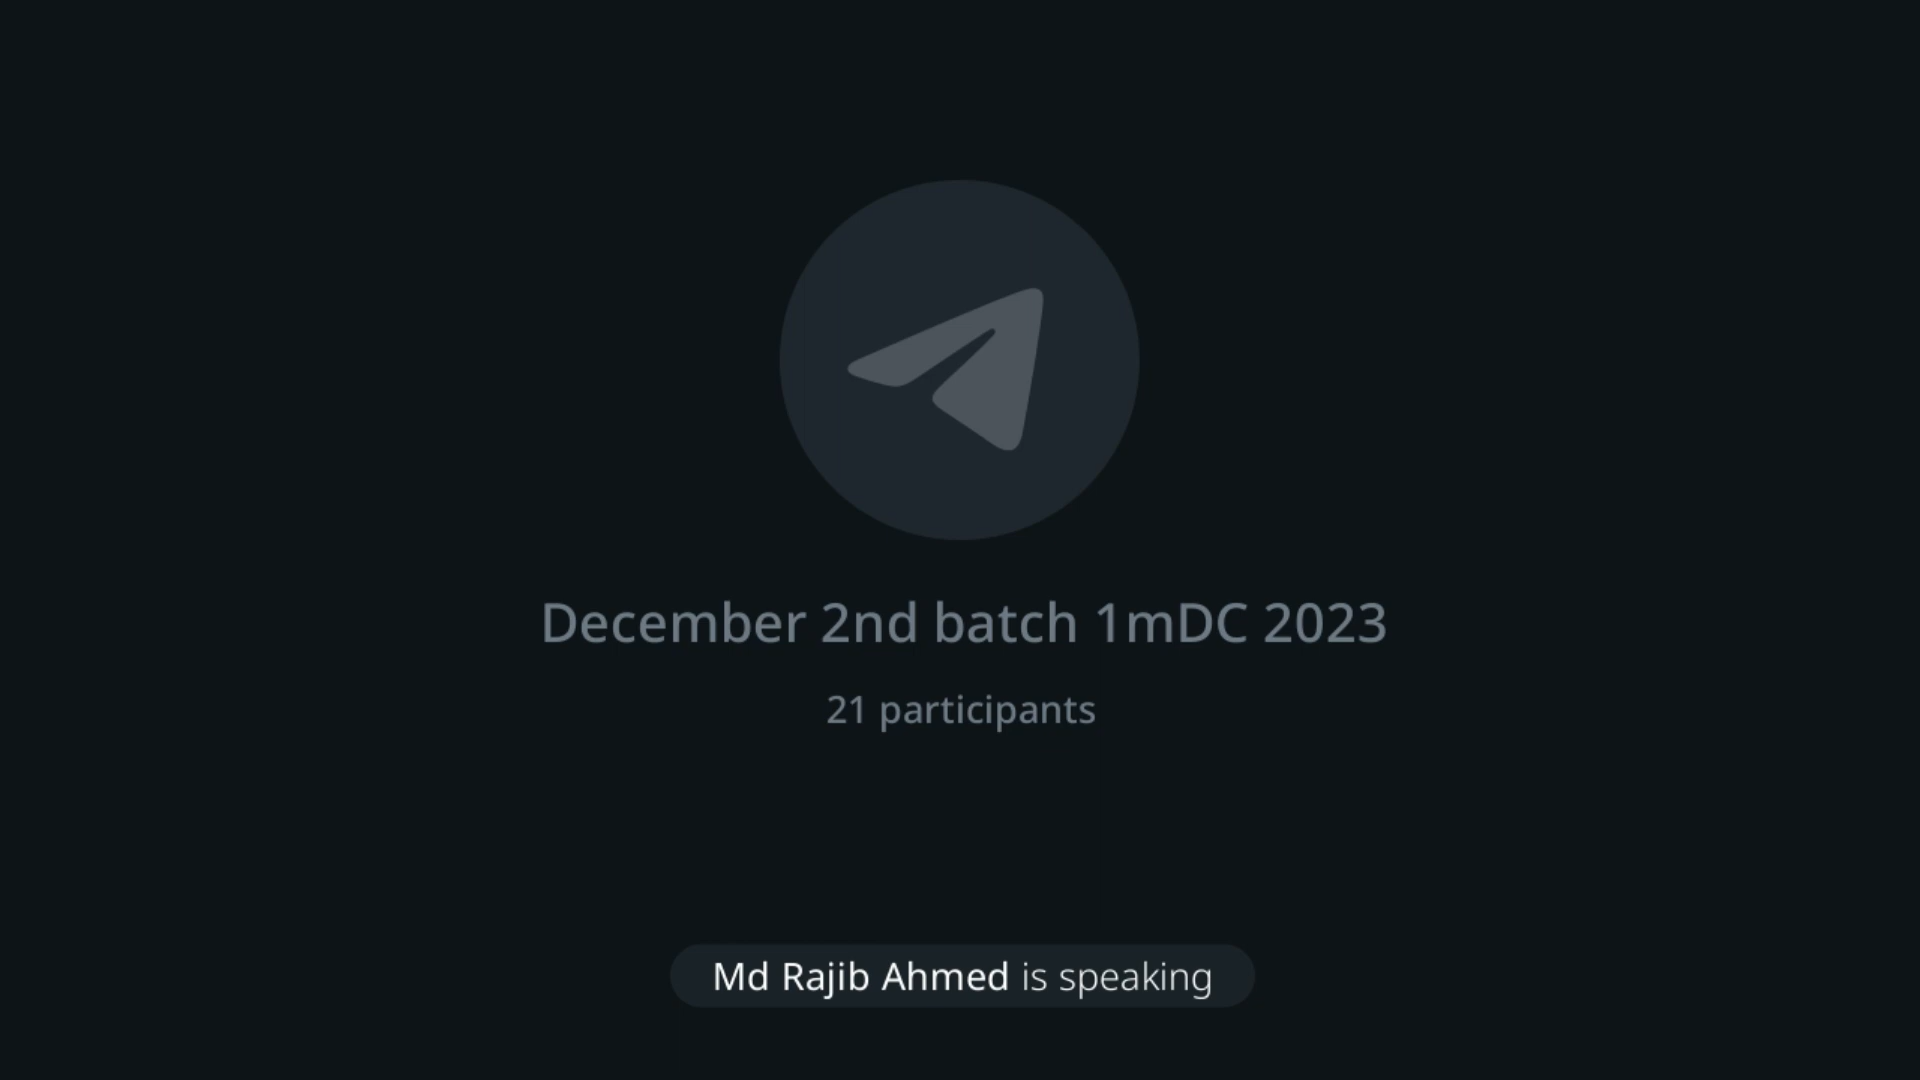 December 2nd batch 1mDC 2023
21 participants
Md Rajib Ahmed is speaking